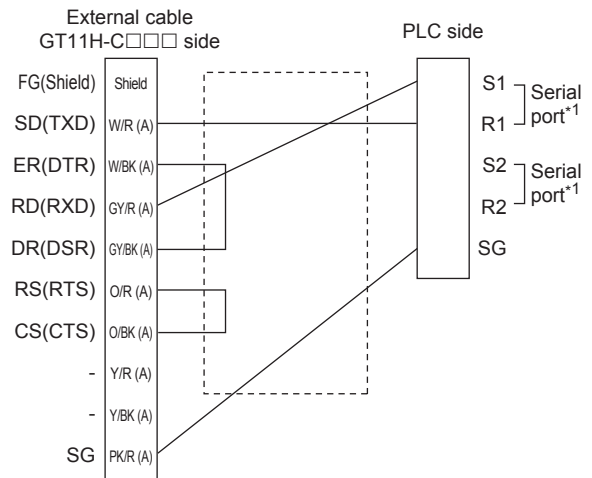 External cable
GT11H-C□□□ side
PLC side
FG(Shield) Shield
SD(TXD) W/R (A)
ER(DTR) W/BK (A)
RD(RXD) GY/R (A)
DR(DSR) GY/BK (A)
RS(RTS) O/R (A)
CS(CTS) O/BK (A)
- Y/R (A)
- Y/BK (A)
SG PK/R (A)
S1
R1
Serial
port*1
S2
R2
Serial
port*1
SG